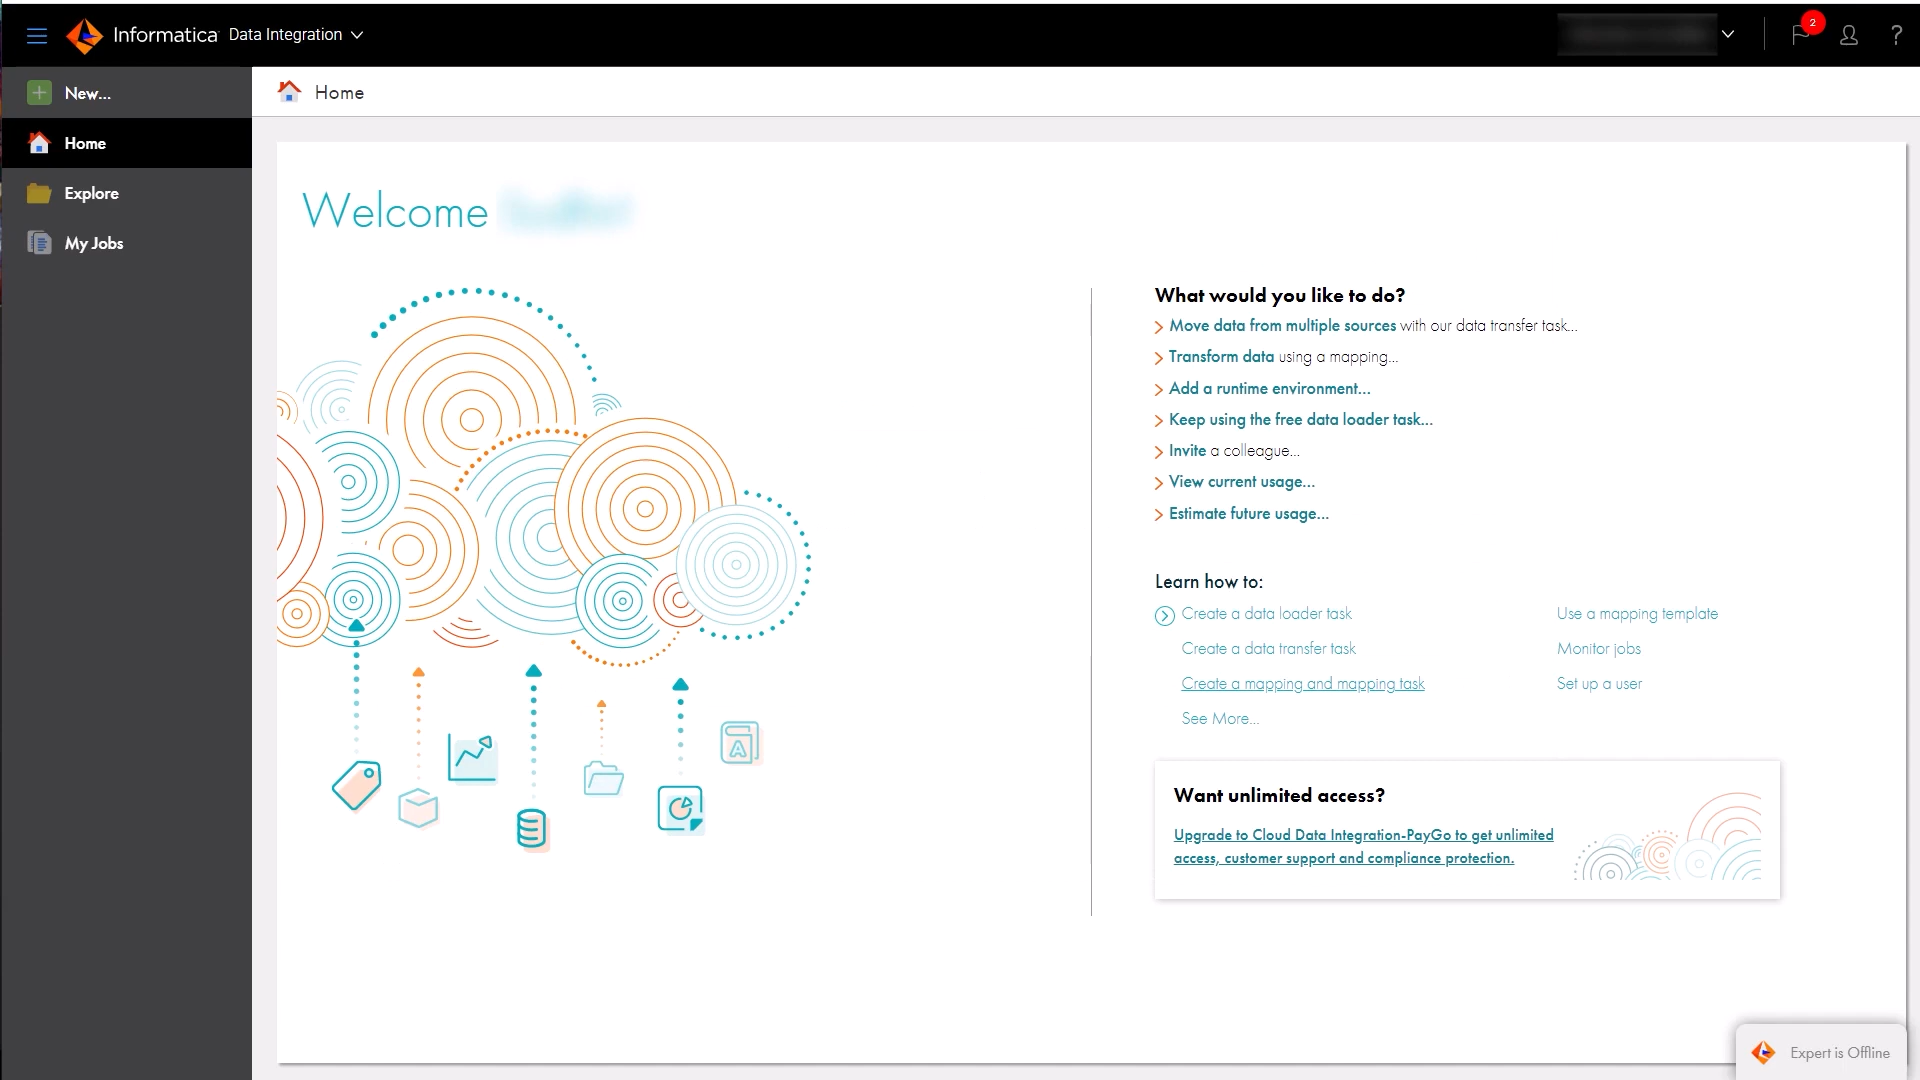 Informatica Data Integration
2
?
New...
Home
Explore
My Jobs
Home
Welcome
What would you like to do?
Move data from multiple sources with our data transfer task...
Transform data using a mapping...
Add a runtime environment...
Keep using the free data loader task...
Invite a colleague...
View current usage...
Estimate future usage...
Learn how to:
Create a data loader task
Use a mapping template
Create a data transfer task
Monitor jobs
Create a mapping and mapping task
Set up a user
See More...
Want unlimited access?
Upgrade to Cloud Data Integration-PayGo to get unlimited
access, customer support and compliance protection.
A
Expert is Offline